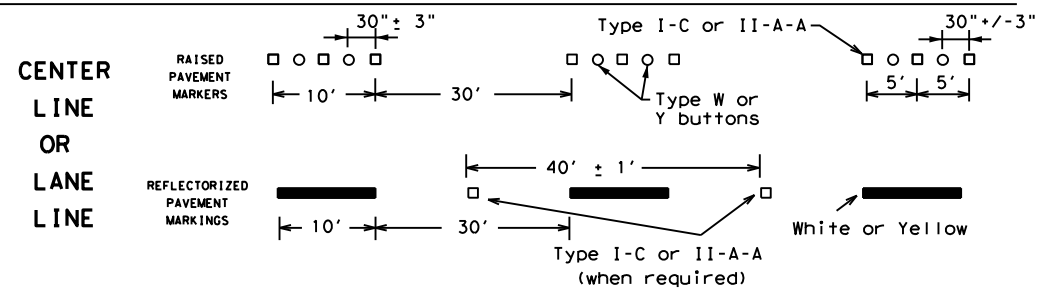 CENTER
LINE
OR
LANE
LINE
RAISED
PAVEMENT
MARKERS
30"± 3"
Type I-C or II-A-A
30"+/-3"
10'
30'
Type W or
Y buttons
5'
5'
REFLECTORIZED
PAVEMENT
MARKINGS
40' ± 1'
10'
30'
Type I-C or II-A-A
(when required)
White or Yellow